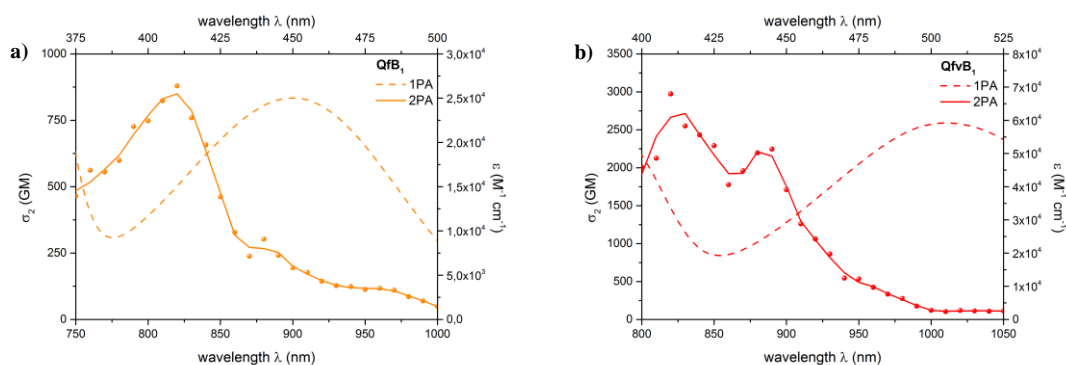 wavelength λ (nm)
375 400 425 450 475 500
a)
1000
750
500
250
0
σ₂ (GM)
QfB₁
1PA
2PA
3,0x10⁴
2,5x10⁴
2,0x10⁴
1,5x10⁴
1,0x10⁴
5,0x10³
0,0
ε (M⁻¹ cm⁻¹)
750 800 850 900 950 1000
wavelength λ (nm)
wavelength λ (nm)
400 425 450 475 500 525
b)
3500
3000
2500
2000
1500
1000
500
0
σ₂ (GM)
QfvB₁
1PA
2PA
8x10⁴
7x10⁴
6x10⁴
5x10⁴
4x10⁴
3x10⁴
2x10⁴
1x10⁴
0
ε (M⁻¹ cm⁻¹)
800 850 900 950 1000 1050
wavelength λ (nm)